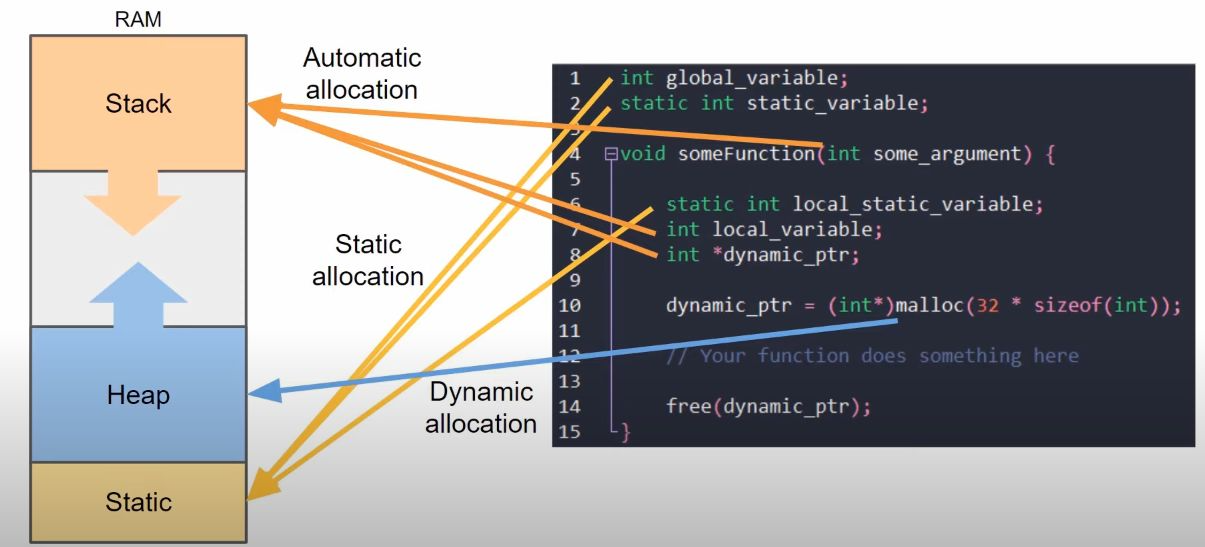 RAM
Stack
Heap
Static
Automatic
allocation
Static
allocation
Dynamic
allocation
1 int global_variable;
2 static int static_variable;
3
4 void someFunction(int some_argument) {
5
6 static int local_static_variable;
7 int local_variable;
8 int *dynamic_ptr;
9
10 dynamic_ptr = (int*)malloc(32 * sizeof(int));
11
12 // Your function does something here
13
14 free(dynamic_ptr);
15 }